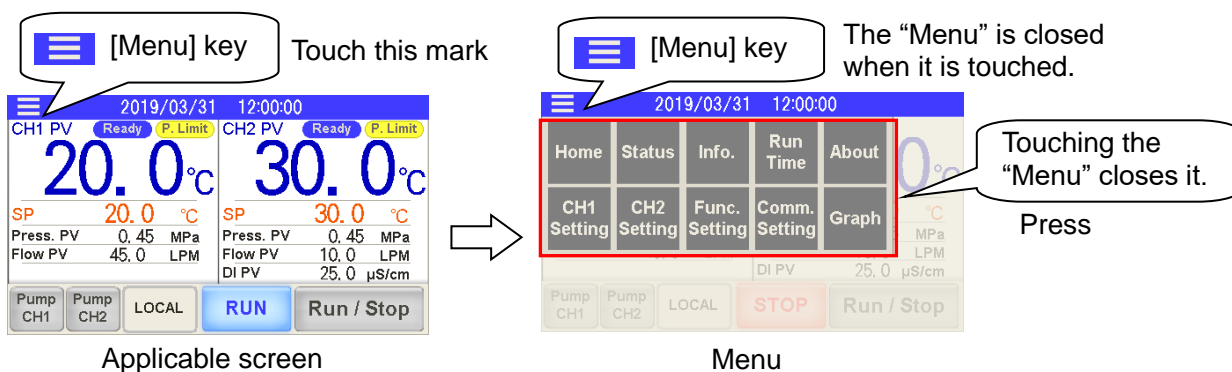 [Menu] key
Touch this mark
2019/03/31 12:00:00
CH1 PV Ready P. Limit
20.0℃
SP 20.0 ℃
Press. PV 0.45 MPa
Flow PV 45.0 LPM
CH2 PV Ready P. Limit
30.0℃
SP 30.0 ℃
Press. PV 0.45 MPa
Flow PV 10.0 LPM
DI PV 25.0 µS/cm
Pump CH1
Pump CH2
LOCAL
RUN
Run / Stop
Applicable screen
[Menu] key
The “Menu” is closed
when it is touched.
2019/03/31 12:00:00
Home Status Info. Run Time About
CH1 Setting CH2 Setting Func. Setting Comm. Setting Graph
0℃
℃
MPa
LPM
DI PV 25.0 µS/cm
Pump CH1
Pump CH2
LOCAL
STOP
Run / Stop
Touching the
“Menu” closes it.
Press
Menu